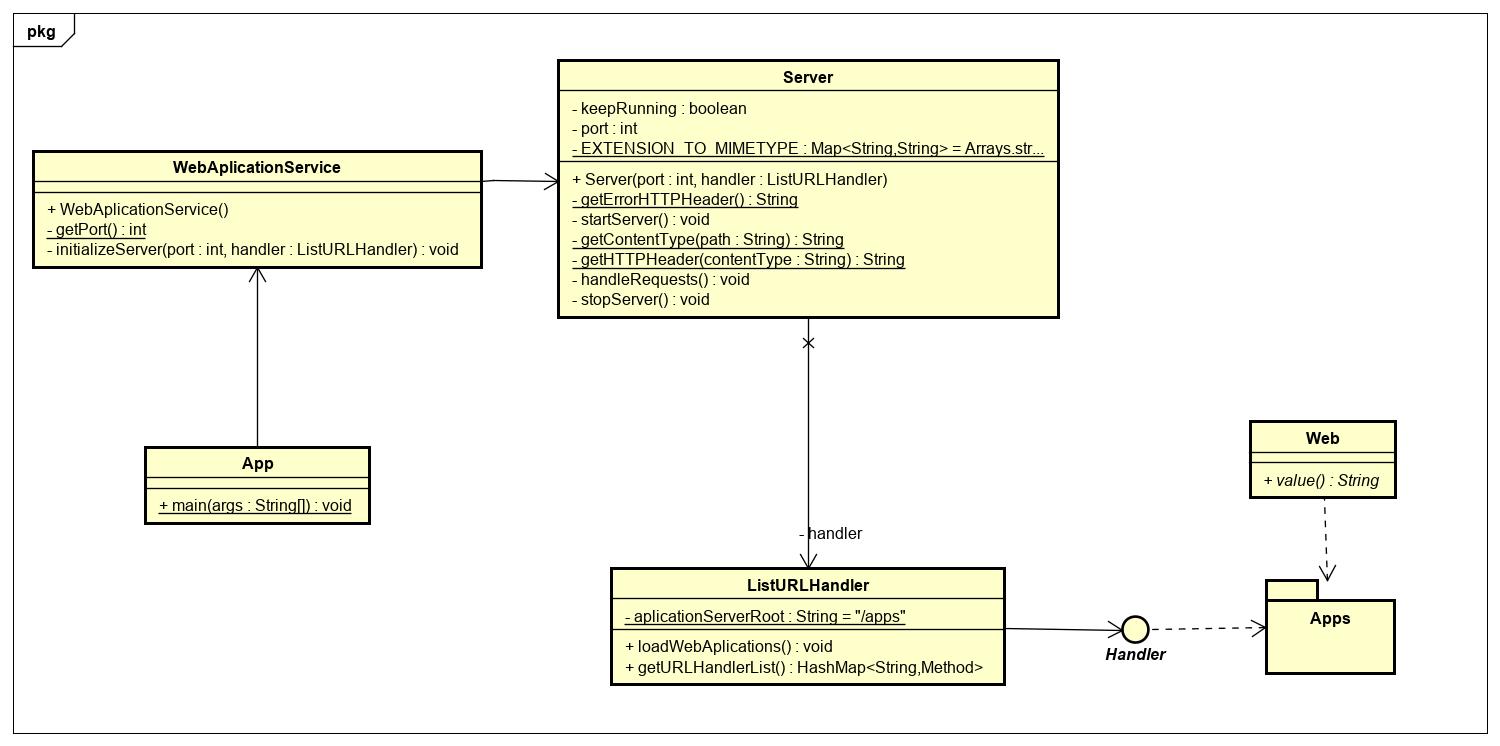 pkg
Server
- keepRunning : boolean
- port : int
- EXTENSION_TO_MIMETYPE : Map<String,String> = Arrays.str...
+ Server(port : int, handler : ListURLHandler)
- getErrorHTTPHeader() : String
- startServer() : void
- getContentType(path : String) : String
- getHTTPHeader(contentType : String) : String
- handleRequests() : void
- stopServer() : void
WebAplicationService
+ WebAplicationService()
- getPort() : int
- initializeServer(port : int, handler : ListURLHandler) : void
App
+ main(args : String[]) : void
- handler
Web
+ value() : String
ListURLHandler
- aplicationServerRoot : String = "/apps"
+ loadWebAplications() : void
+ getURLHandlerList() : HashMap<String,Method>
Handler
Apps